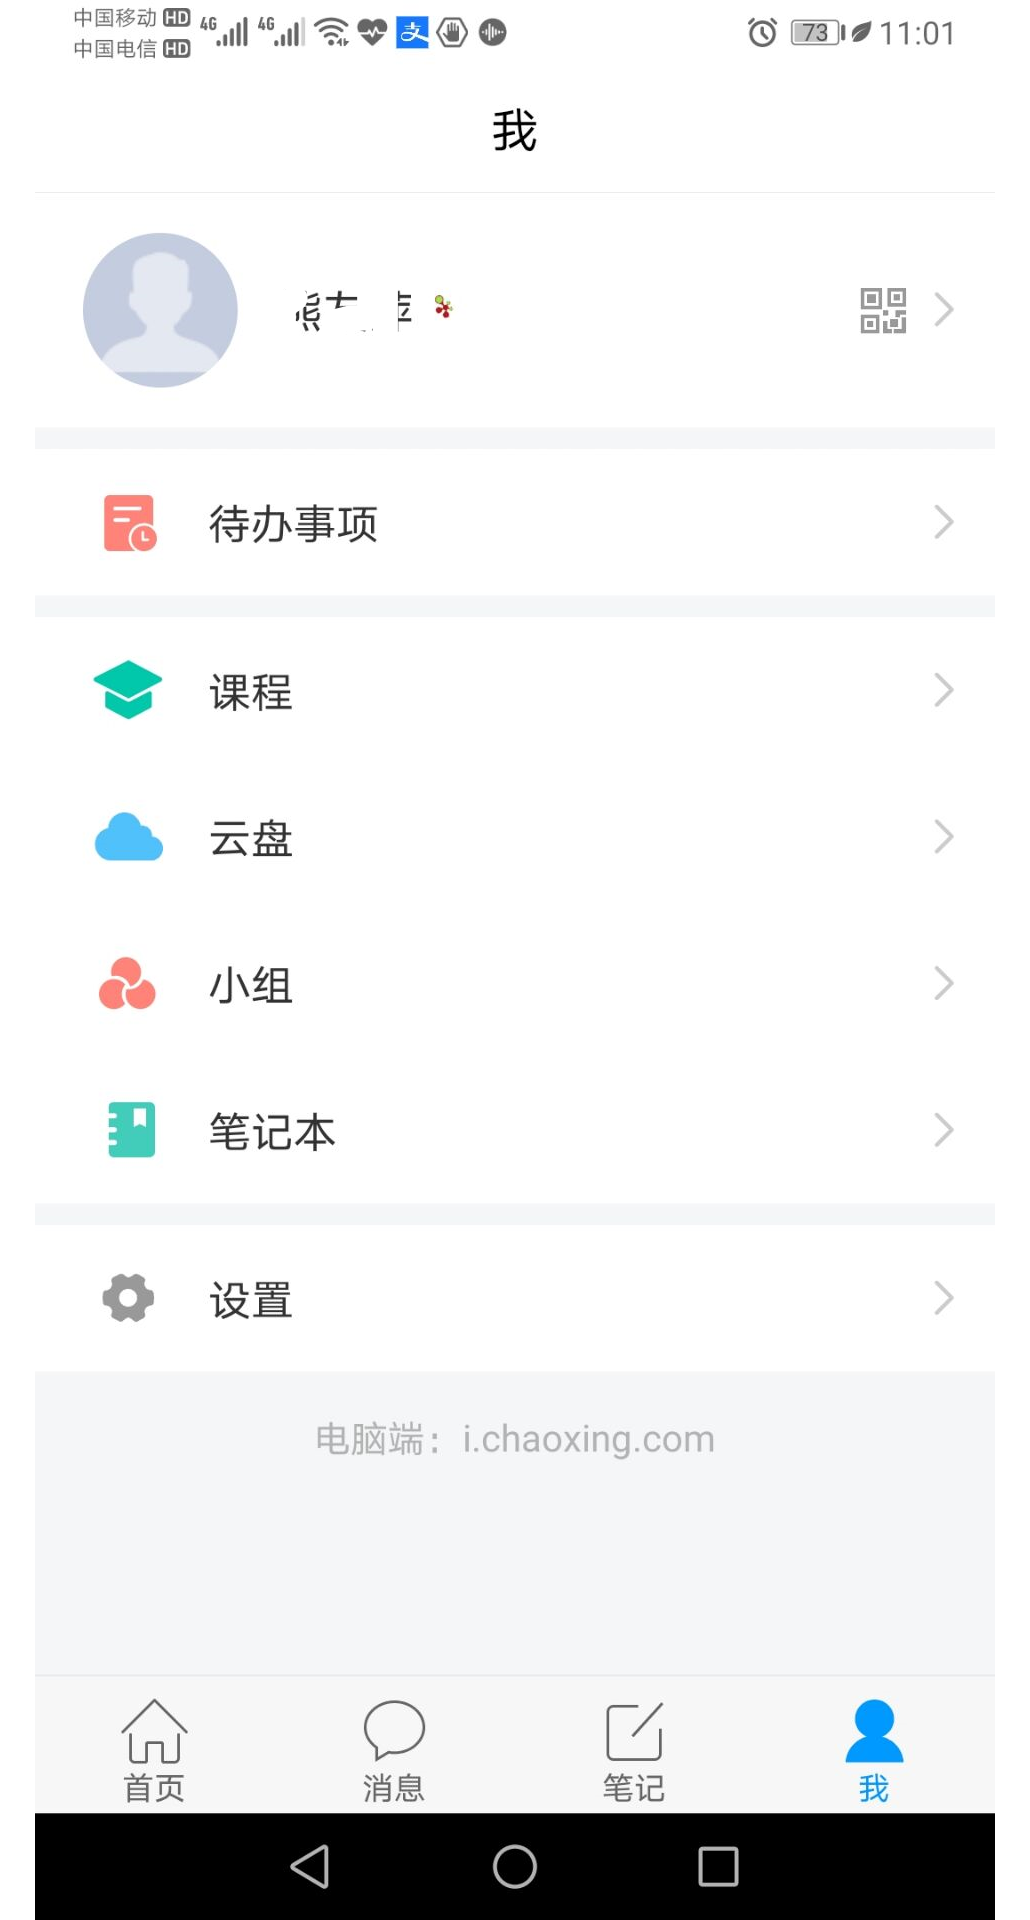 中国移动 HD 4G 4G 73 11:01
中国电信 HD
我
待办事项
课程
云盘
小组
笔记本
设置
电脑端：i.chaoxing.com
首页 消息 笔记 我